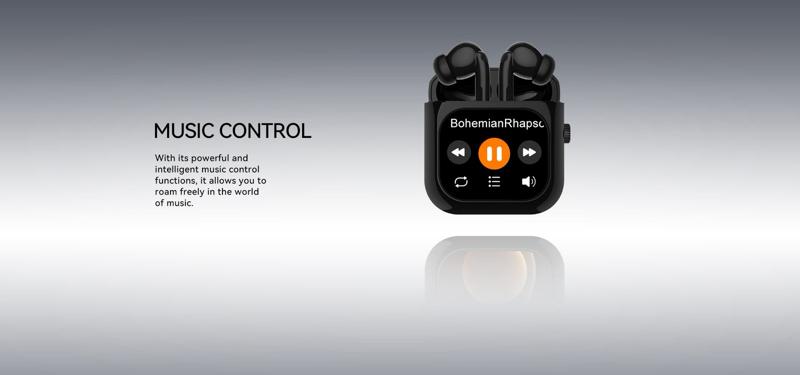 MUSIC CONTROL
With its powerful and
intelligent music control
functions, it allows you to
roam freely in the world
of music.
BohemianRhapsc